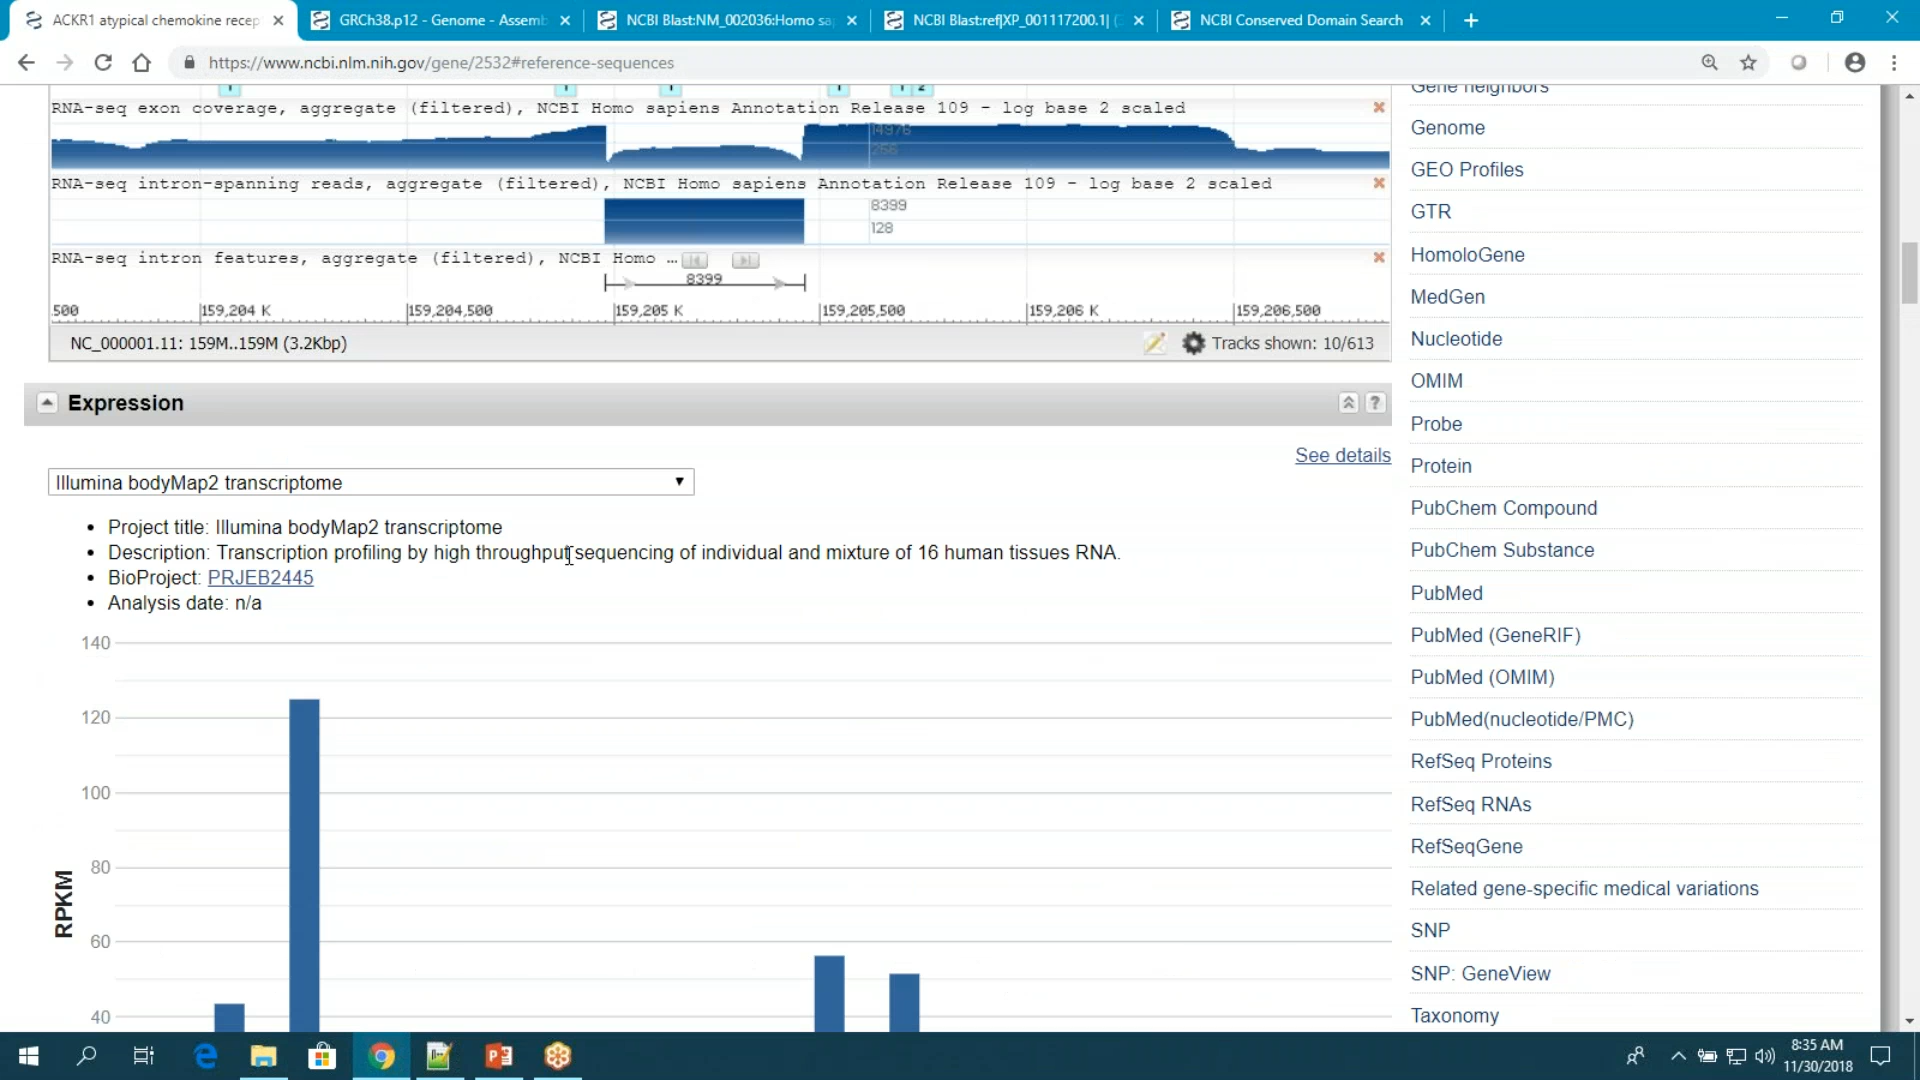 ACKR1 atypical chemokine recep
GRCh38.p12 - Genome - Assemb
NCBI Blast:NM_002036:Homo sa
NCBI Blast:ref|XP_001117200.1| (
NCBI Conserved Domain Search
https://www.ncbi.nlm.nih.gov/gene/2532#reference-sequences
RNA-seq exon coverage, aggregate (filtered), NCBI Homo sapiens Annotation Release 109 - log base 2 scaled
14976
256
RNA-seq intron-spanning reads, aggregate (filtered), NCBI Homo sapiens Annotation Release 109 - log base 2 scaled
8399
128
RNA-seq intron features, aggregate (filtered), NCBI Homo …
8399
500 159,204 K 159,204,500 159,205 K 159,205,500 159,206 K 159,206,500
NC_000001.11: 159M..159M (3.2Kbp)
Tracks shown: 10/613
Expression
?
See details
Illumina bodyMap2 transcriptome
• Project title: Illumina bodyMap2 transcriptome
• Description: Transcription profiling by high throughput sequencing of individual and mixture of 16 human tissues RNA.
• BioProject: PRJEB2445
• Analysis date: n/a
140
120
100
80
60
40
RPKM
Gene neighbors
Genome
GEO Profiles
GTR
HomoloGene
MedGen
Nucleotide
OMIM
Probe
Protein
PubChem Compound
PubChem Substance
PubMed
PubMed (GeneRIF)
PubMed (OMIM)
PubMed(nucleotide/PMC)
RefSeq Proteins
RefSeq RNAs
RefSeqGene
Related gene-specific medical variations
SNP
SNP: GeneView
Taxonomy
8:35 AM
11/30/2018